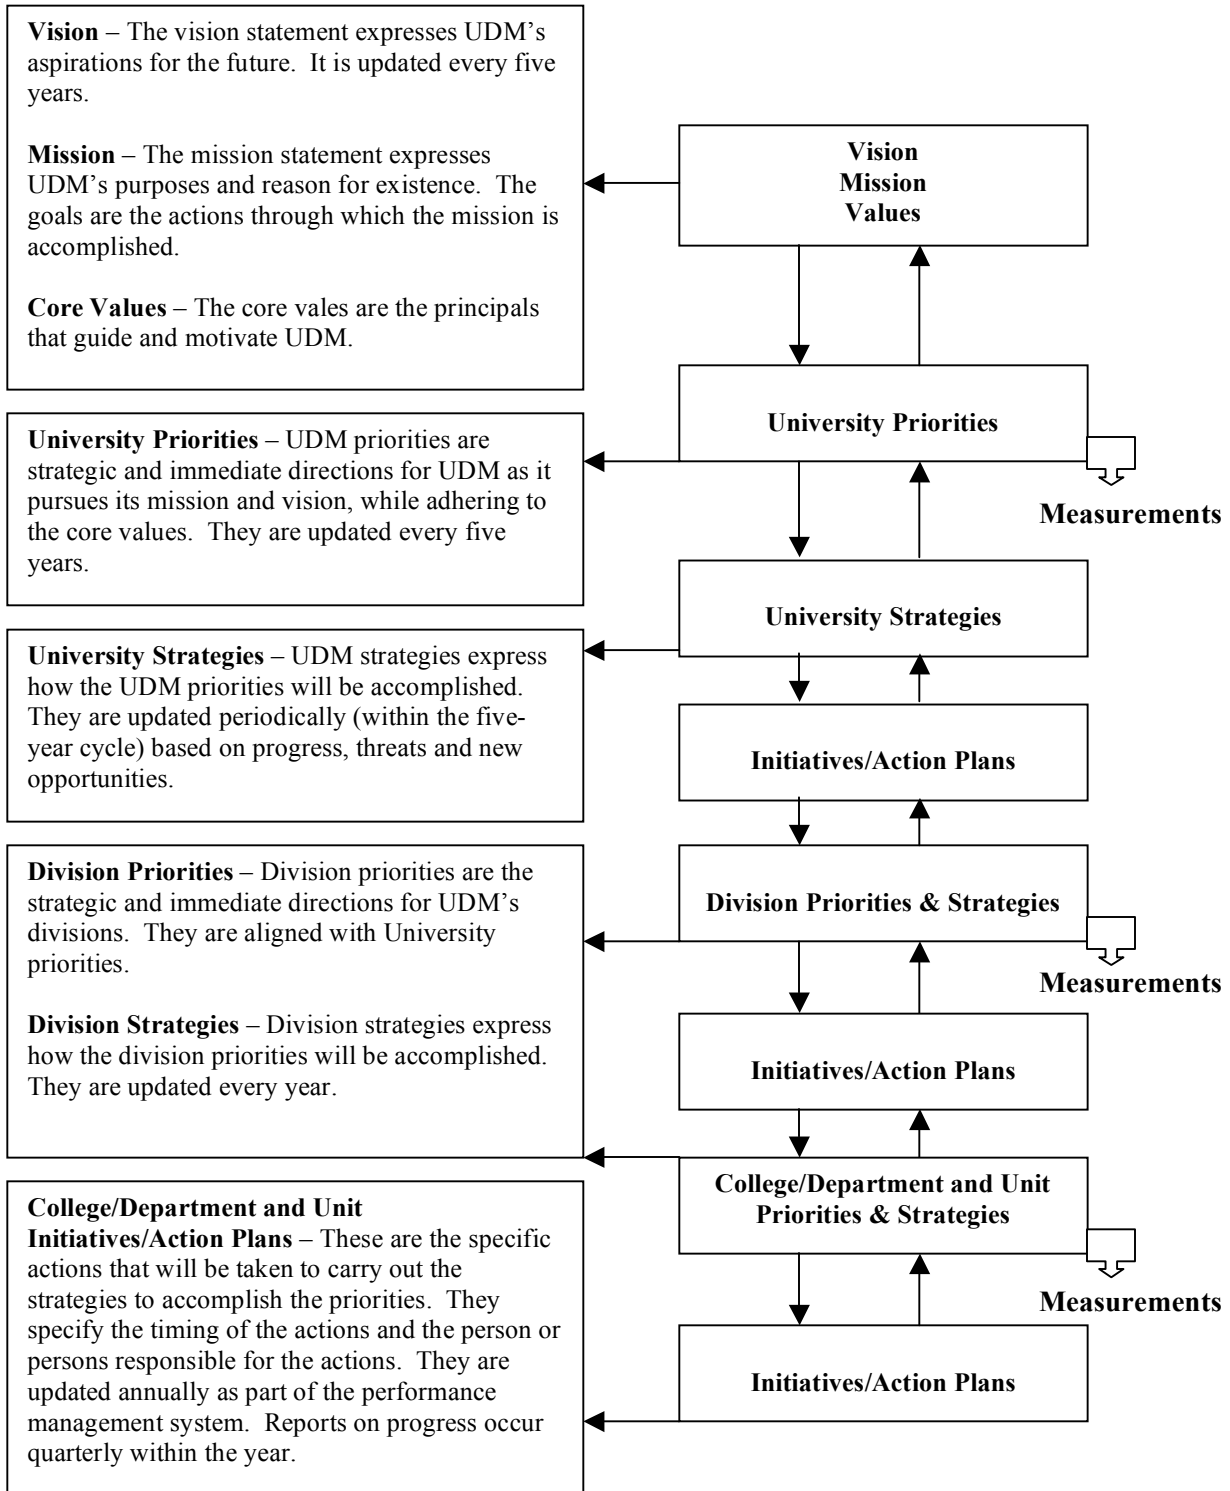 Vision – The vision statement expresses UDM's
aspirations for the future.  It is updated every five
years.
Mission – The mission statement expresses
UDM's purposes and reason for existence.  The
goals are the actions through which the mission is
accomplished.
Core Values – The core vales are the principals
that guide and motivate UDM.
University Priorities – UDM priorities are
strategic and immediate directions for UDM as it
pursues its mission and vision, while adhering to
the core values.  They are updated every five
years.
University Strategies – UDM strategies express
how the UDM priorities will be accomplished.
They are updated periodically (within the five-
year cycle) based on progress, threats and new
opportunities.
Division Priorities – Division priorities are the
strategic and immediate directions for UDM's
divisions.  They are aligned with University
priorities.
Division Strategies – Division strategies express
how the division priorities will be accomplished.
They are updated every year.
College/Department and Unit
Initiatives/Action Plans – These are the specific
actions that will be taken to carry out the
strategies to accomplish the priorities.  They
specify the timing of the actions and the person or
persons responsible for the actions.  They are
updated annually as part of the performance
management system.  Reports on progress occur
quarterly within the year.
Vision
Mission
Values
University Priorities
Measurements
University Strategies
Initiatives/Action Plans
Division Priorities & Strategies
Measurements
Initiatives/Action Plans
College/Department and Unit
Priorities & Strategies
Measurements
Initiatives/Action Plans